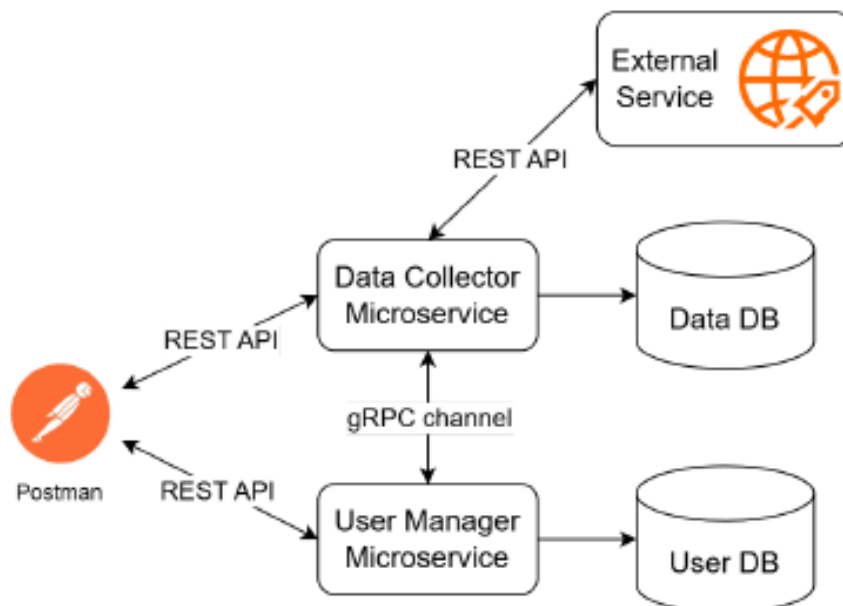 External
Service
REST API
Data Collector
Microservice
Data DB
REST API
gRPC channel
Postman
REST API
User Manager
Microservice
User DB